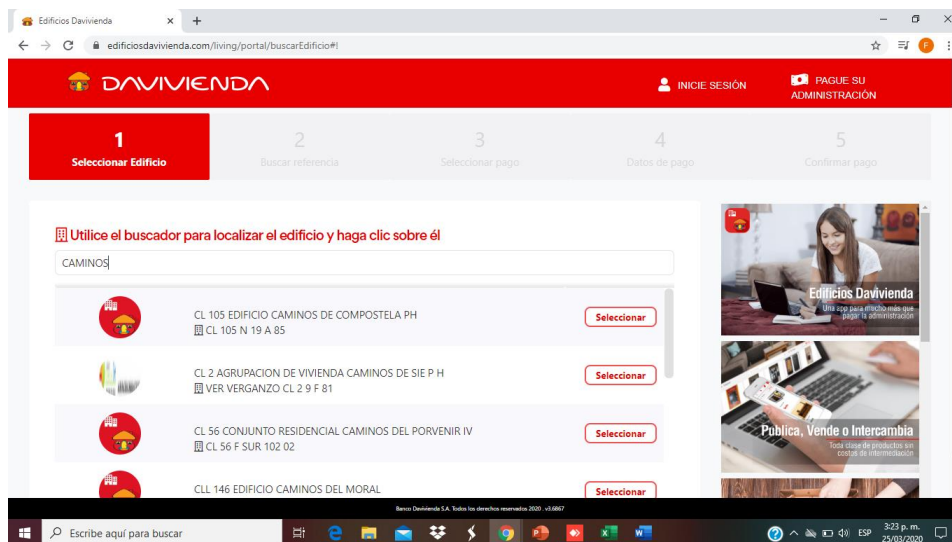 Edificios Davivienda
edificiosdavivienda.com/living/portal/buscarEdificio#!
F
DAVIVIENDA
INICIE SESIÓN
PAGUE SU
ADMINISTRACIÓN
1
Seleccionar Edificio
2
Buscar referencia
3
Seleccionar pago
4
Datos de pago
5
Confirmar pago
Utilice el buscador para localizar el edificio y haga clic sobre él
CAMINOS
CL 105 EDIFICIO CAMINOS DE COMPOSTELA PH
CL 105 N 19 A 85
Seleccionar
CL 2 AGRUPACION DE VIVIENDA CAMINOS DE SIE P H
VER VERGANZO CL 2 9 F 81
Seleccionar
CL 56 CONJUNTO RESIDENCIAL CAMINOS DEL PORVENIR IV
CL 56 F SUR 102 02
Seleccionar
CLL 146 EDIFICIO CAMINOS DEL MORAL
Seleccionar
Edificios Davivienda
Una app para mucho más que
pagar la administración
Publica, Vende o Intercambia
Toda clase de productos sin
costos de intermediación
Banco Davivienda S.A. Todos los derechos reservados 2020 . v3.6867
Escribe aquí para buscar
ESP
3:23 p. m.
25/03/2020